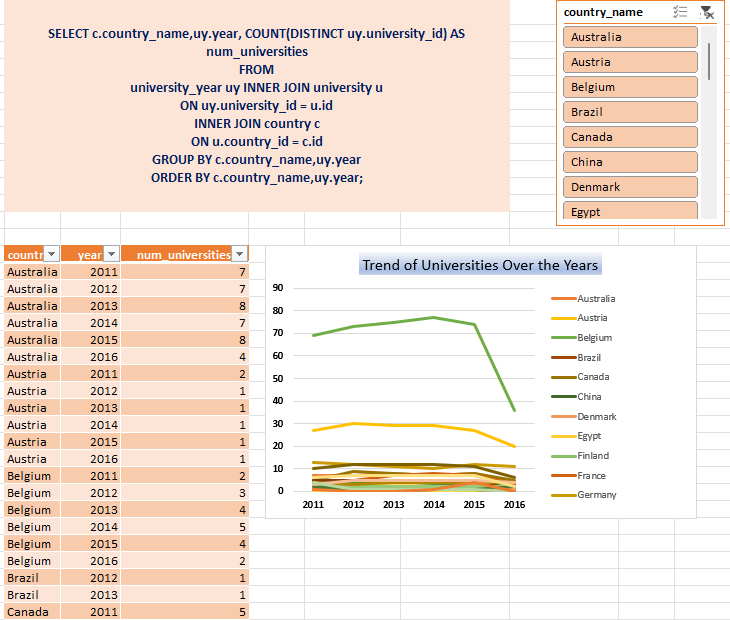 SELECT c.country_name,uy.year, COUNT(DISTINCT uy.university_id) AS
num_universities
FROM
university_year uy INNER JOIN university u
ON uy.university_id = u.id
INNER JOIN country c
ON u.country_id = c.id
GROUP BY c.country_name,uy.year
ORDER BY c.country_name,uy.year;
country_name
Australia
Austria
Belgium
Brazil
Canada
China
Denmark
Egypt
countr year num_universities
Australia 2011 7
Australia 2012 7
Australia 2013 8
Australia 2014 7
Australia 2015 8
Australia 2016 4
Austria 2011 2
Austria 2012 1
Austria 2013 1
Austria 2014 1
Austria 2015 1
Austria 2016 1
Belgium 2011 2
Belgium 2012 3
Belgium 2013 4
Belgium 2014 5
Belgium 2015 4
Belgium 2016 2
Brazil 2012 1
Brazil 2013 1
Canada 2011 5
Trend of Universities Over the Years
90
80
70
60
50
40
30
20
10
0
2011 2012 2013 2014 2015 2016
Australia
Austria
Belgium
Brazil
Canada
China
Denmark
Egypt
Finland
France
Germany